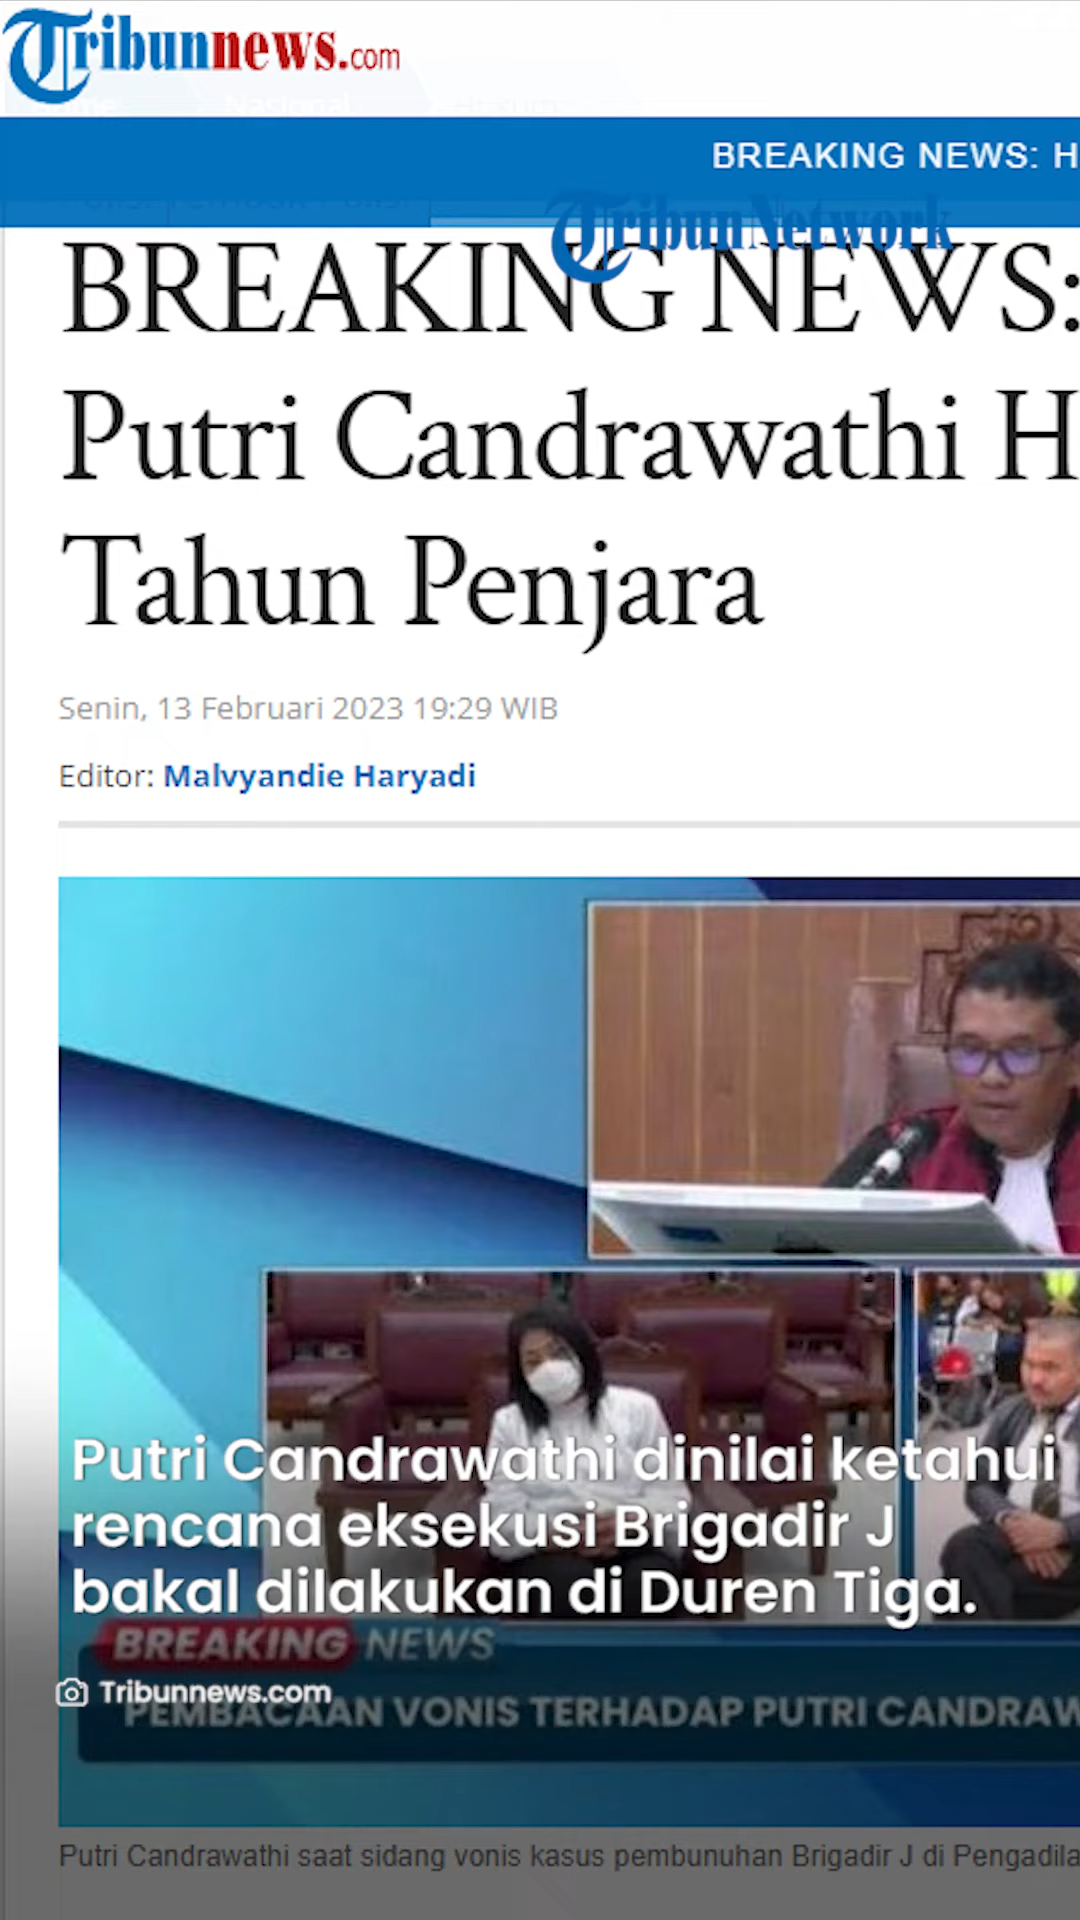 Tribunnews.com
Nasional
BREAKING NEWS: H
TribunNetwork
BREAKING NEWS:
Putri Candrawathi H
Tahun Penjara
Senin, 13 Februari 2023 19:29 WIB
Editor: Malvyandie Haryadi
Putri Candrawathi dinilai ketahui
rencana eksekusi Brigadir J
bakal dilakukan di Duren Tiga.
BREAKING NEWS
Tribunnews.com
PEMBACAAN VONIS TERHADAP PUTRI CANDRAW
Putri Candrawathi saat sidang vonis kasus pembunuhan Brigadir J di Pengadila